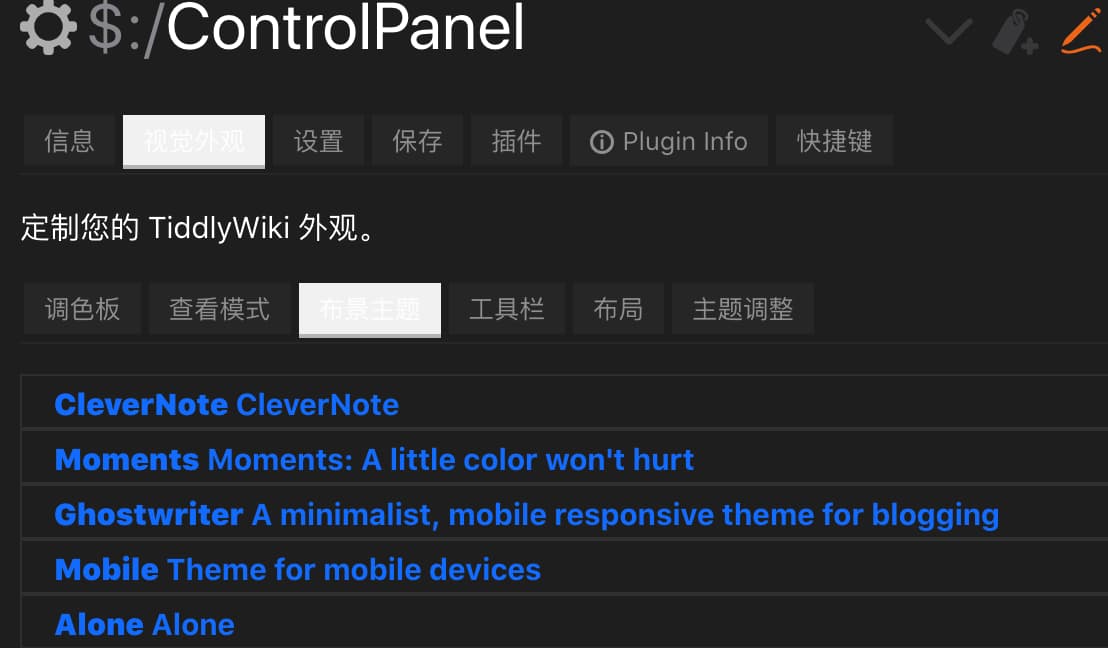 $:/ControlPanel
信息 视觉外观 设置 保存 插件 Plugin Info 快捷键
定制您的 TiddlyWiki 外观。
调色板 查看模式 布景主题 工具栏 布局 主题调整
CleverNote CleverNote
Moments Moments: A little color won't hurt
Ghostwriter A minimalist, mobile responsive theme for blogging
Mobile Theme for mobile devices
Alone Alone